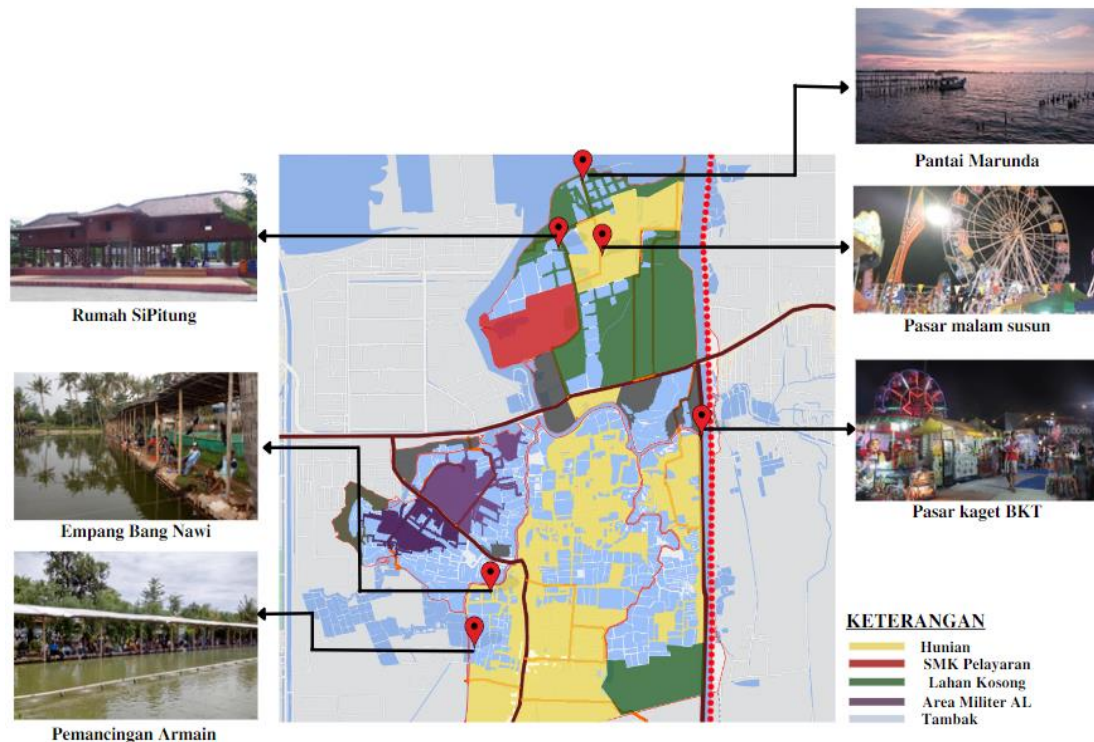 Pantai Marunda
Rumah SiPitung
Pasar malam susun
Empang Bang Nawi
Pasar kaget BKT
Pemancingan Armain
KETERANGAN
Hunian
SMK Pelayaran
Lahan Kosong
Area Militer AL
Tambak